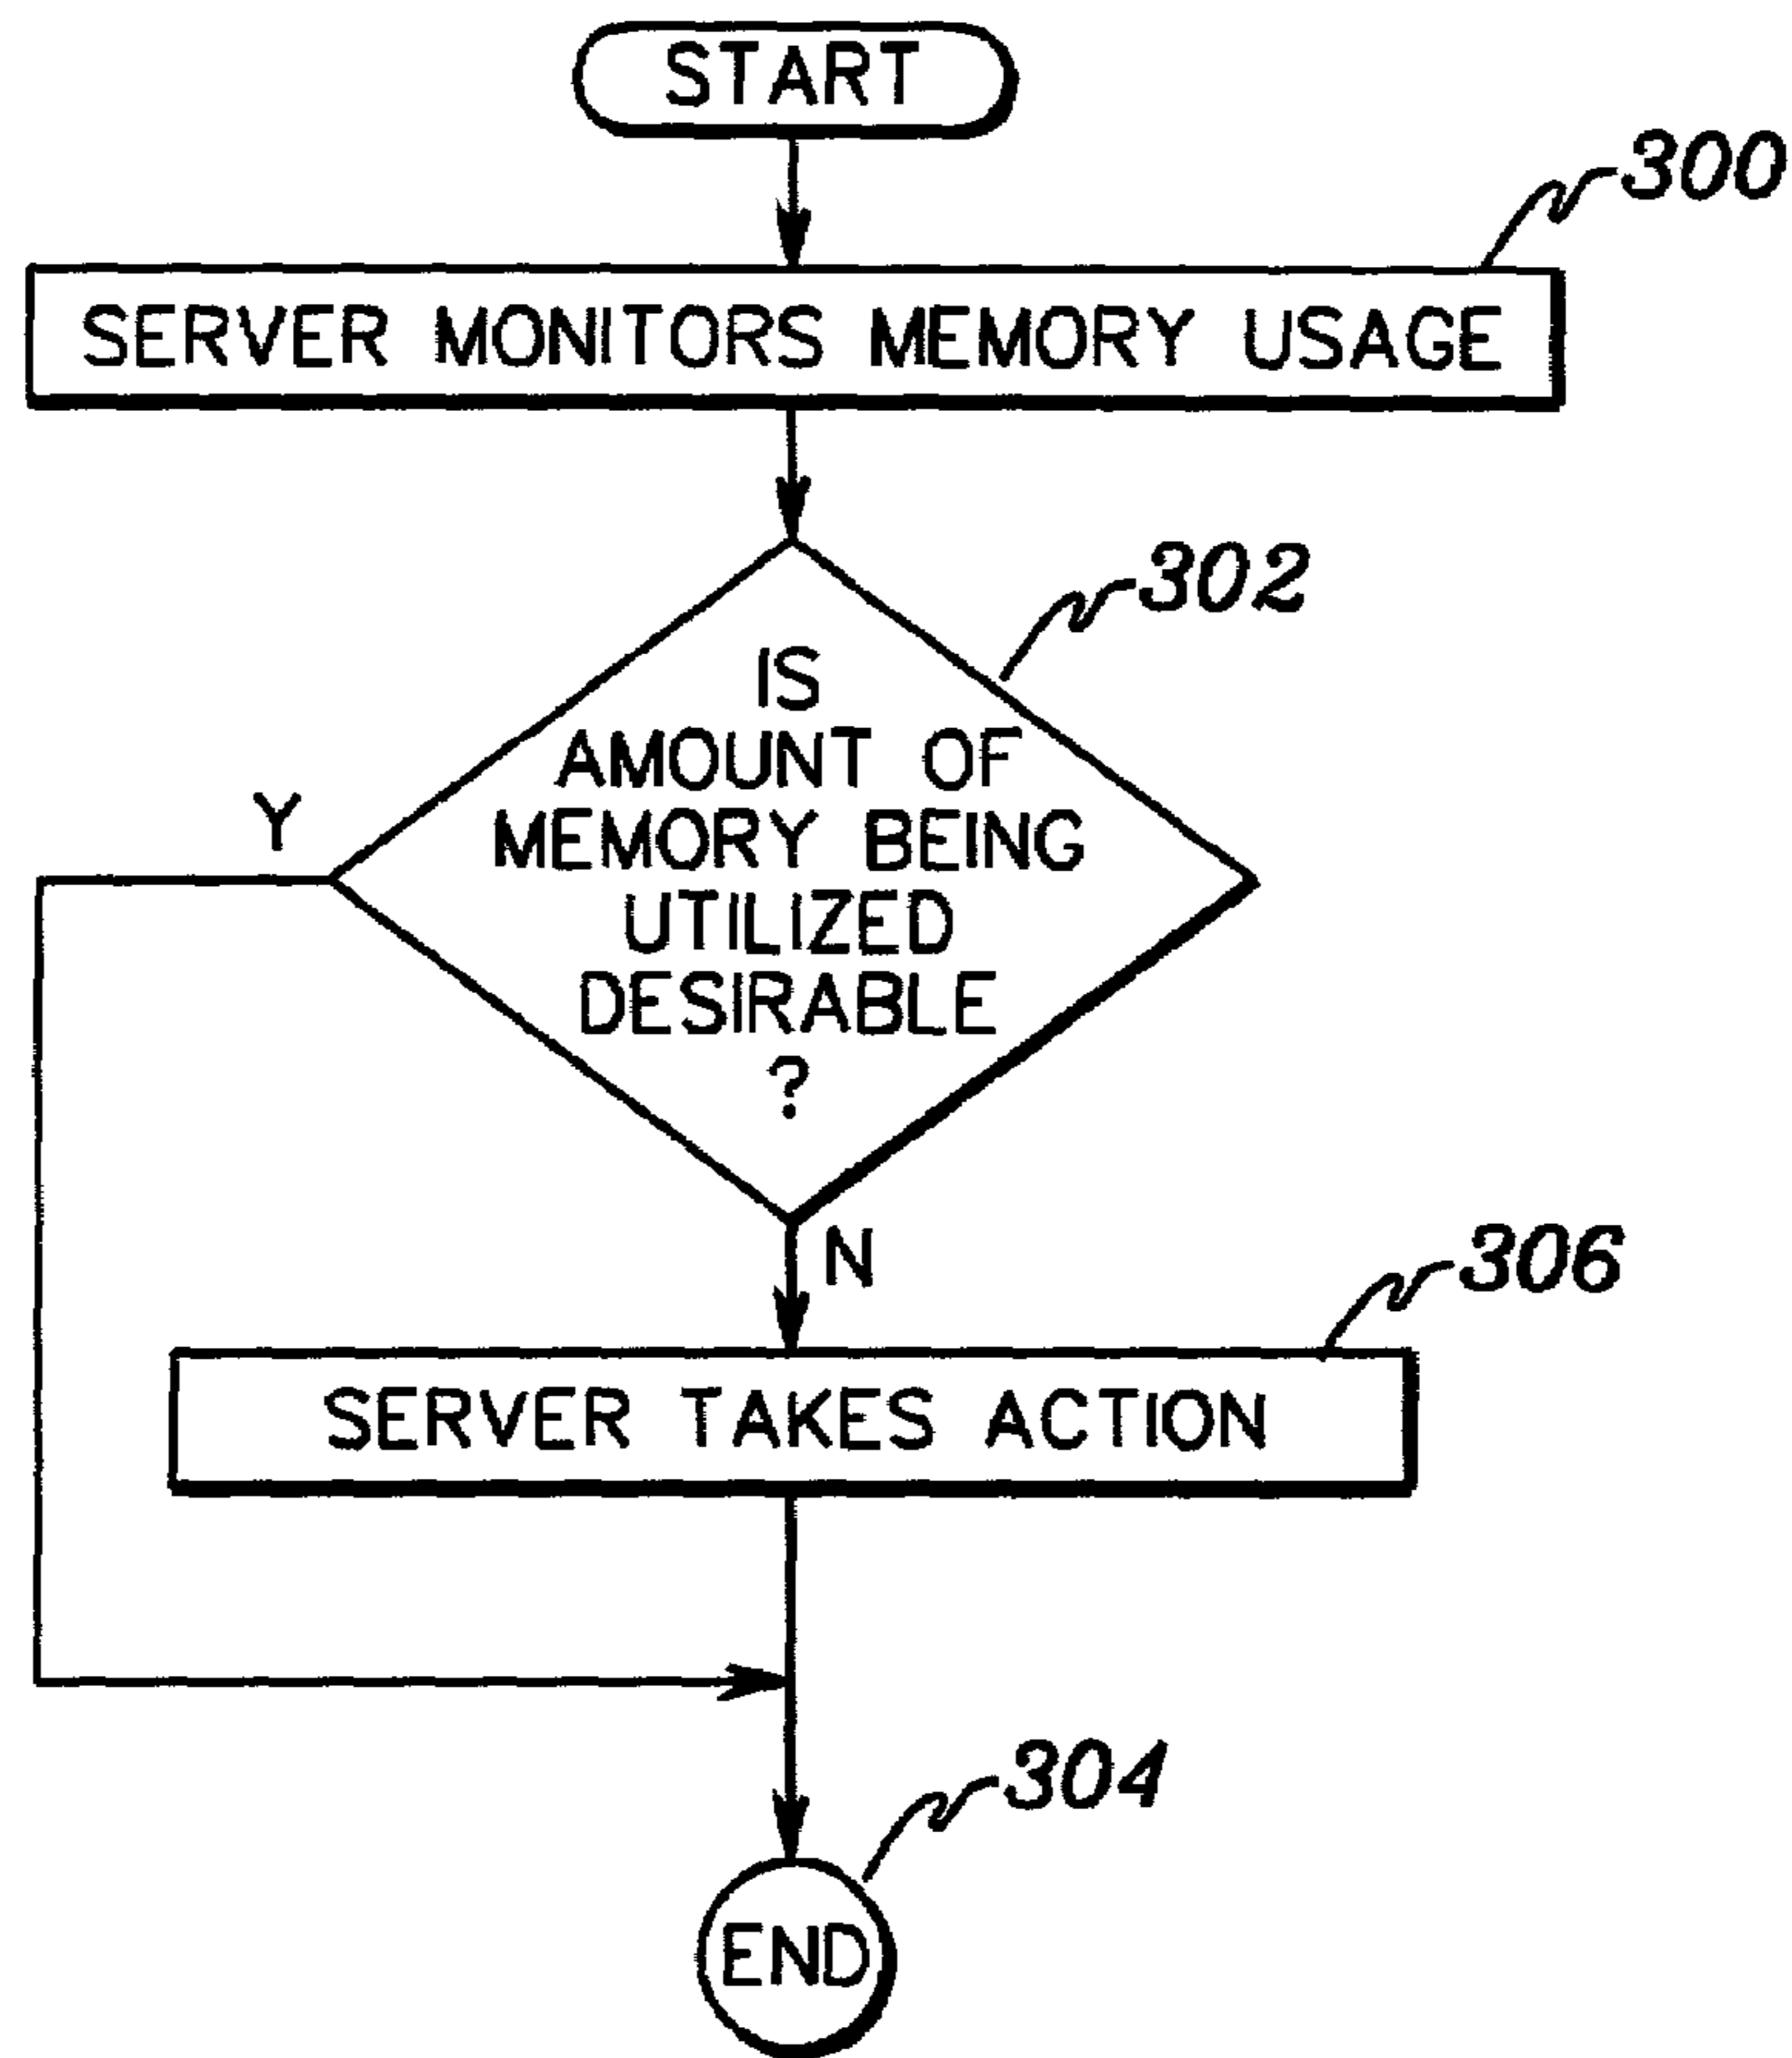 START
300
SERVER MONITORS MEMORY USAGE
302
IS
AMOUNT OF
MEMORY BEING
UTILIZED
DESIRABLE
?
Y
N
306
SERVER TAKES ACTION
304
END